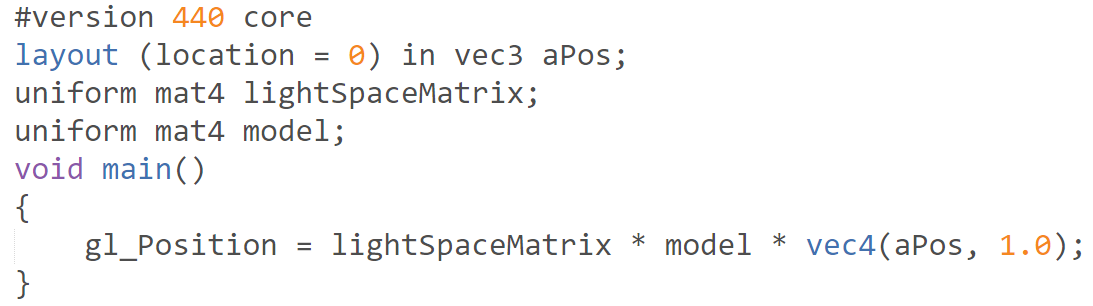 #version 440 core
layout (location = 0) in vec3 aPos;
uniform mat4 lightSpaceMatrix;
uniform mat4 model;
void main()
{
    gl_Position = lightSpaceMatrix * model * vec4(aPos, 1.0);
}